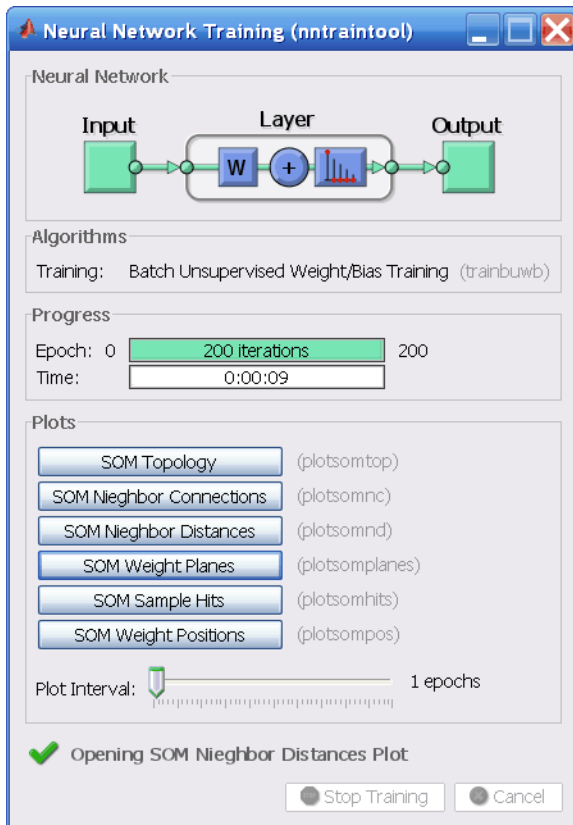 Neural Network Training (nntraintool)
Neural Network
Input
Layer
Output
W
+
Algorithms
Training: Batch Unsupervised Weight/Bias Training (trainbuwb)
Progress
Epoch: 0 200 iterations 200
Time: 0:00:09
Plots
SOM Topology (plotsomtop)
SOM Nieghbor Connections (plotsomnc)
SOM Nieghbor Distances (plotsomnd)
SOM Weight Planes (plotsomplanes)
SOM Sample Hits (plotsomhits)
SOM Weight Positions (plotsompos)
Plot Interval: 1 epochs
Opening SOM Nieghbor Distances Plot
Stop Training Cancel